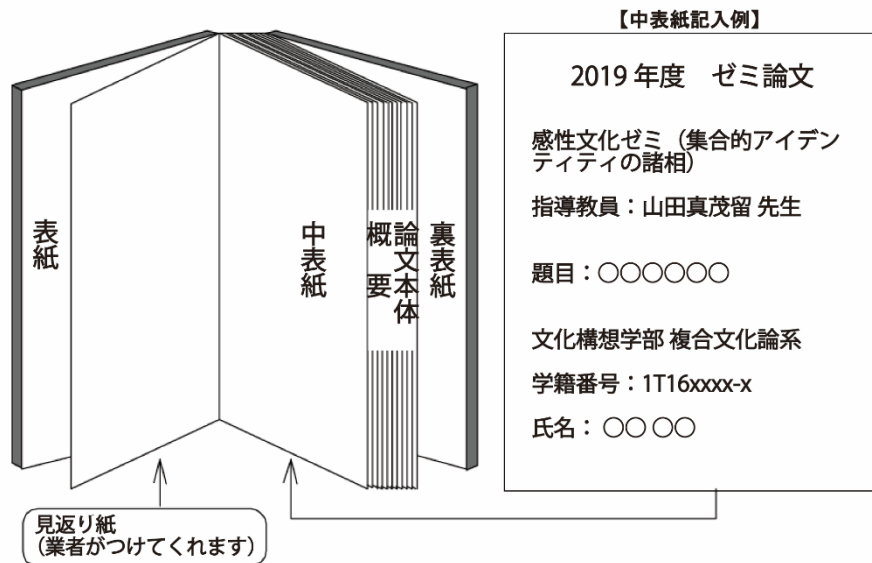 表紙
中表紙
概 要
論文本体
裏表紙
見返り紙
(業者がつけてくれます)
【中表紙記入例】
2019 年度 ゼミ論文
感性文化ゼミ（集合的アイデン
ティティの諸相）
指導教員：山田真茂留 先生
題目：〇〇〇〇〇〇
文化構想学部 複合文化論系
学籍番号：1T16xxxx-x
氏名： 〇〇 〇〇